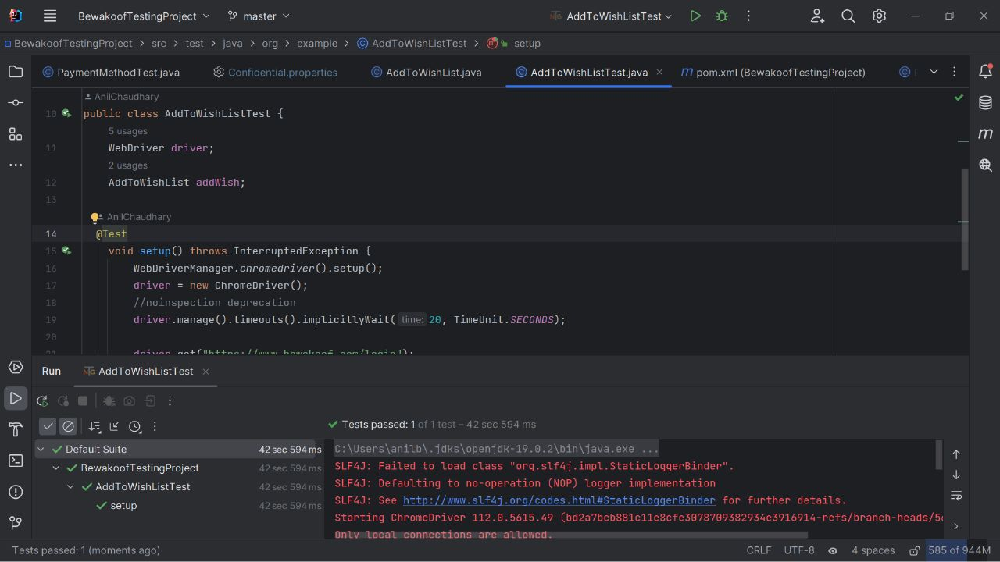 BewakoofTestingProject master AddToWishListTest
BewakoofTestingProject > src > test > java > org > example > AddToWishListTest > setup
PaymentMethodTest.java Confidential.properties AddToWishList.java AddToWishListTest.java pom.xml (BewakoofTestingProject)
AnilChaudhary
10 public class AddToWishListTest {
5 usages
11 WebDriver driver;
2 usages
12 AddToWishList addWish;
13
AnilChaudhary
14 @Test
15 void setup() throws InterruptedException {
16 WebDriverManager.chromedriver().setup();
17 driver = new ChromeDriver();
18 //noinspection deprecation
19 driver.manage().timeouts().implicitlyWait( time: 20, TimeUnit.SECONDS);
20
21 driver.get("https://www.bewakoof.com/login");
Run AddToWishListTest
Tests passed: 1 of 1 test – 42 sec 594 ms
Default Suite 42 sec 594 ms
BewakoofTestingProject 42 sec 594 ms
AddToWishListTest 42 sec 594 ms
setup 42 sec 594 ms
C:\Users\anilb\.jdks\openjdk-19.0.2\bin\java.exe ...
SLF4J: Failed to load class "org.slf4j.impl.StaticLoggerBinder".
SLF4J: Defaulting to no-operation (NOP) logger implementation
SLF4J: See http://www.slf4j.org/codes.html#StaticLoggerBinder for further details.
Starting ChromeDriver 112.0.5615.49 (bd2a7bcb881c11e8cfe3078709382934e3916914-refs/branch-heads/
Only local connections are allowed.
Tests passed: 1 (moments ago) CRLF UTF-8 4 spaces 585 of 944M